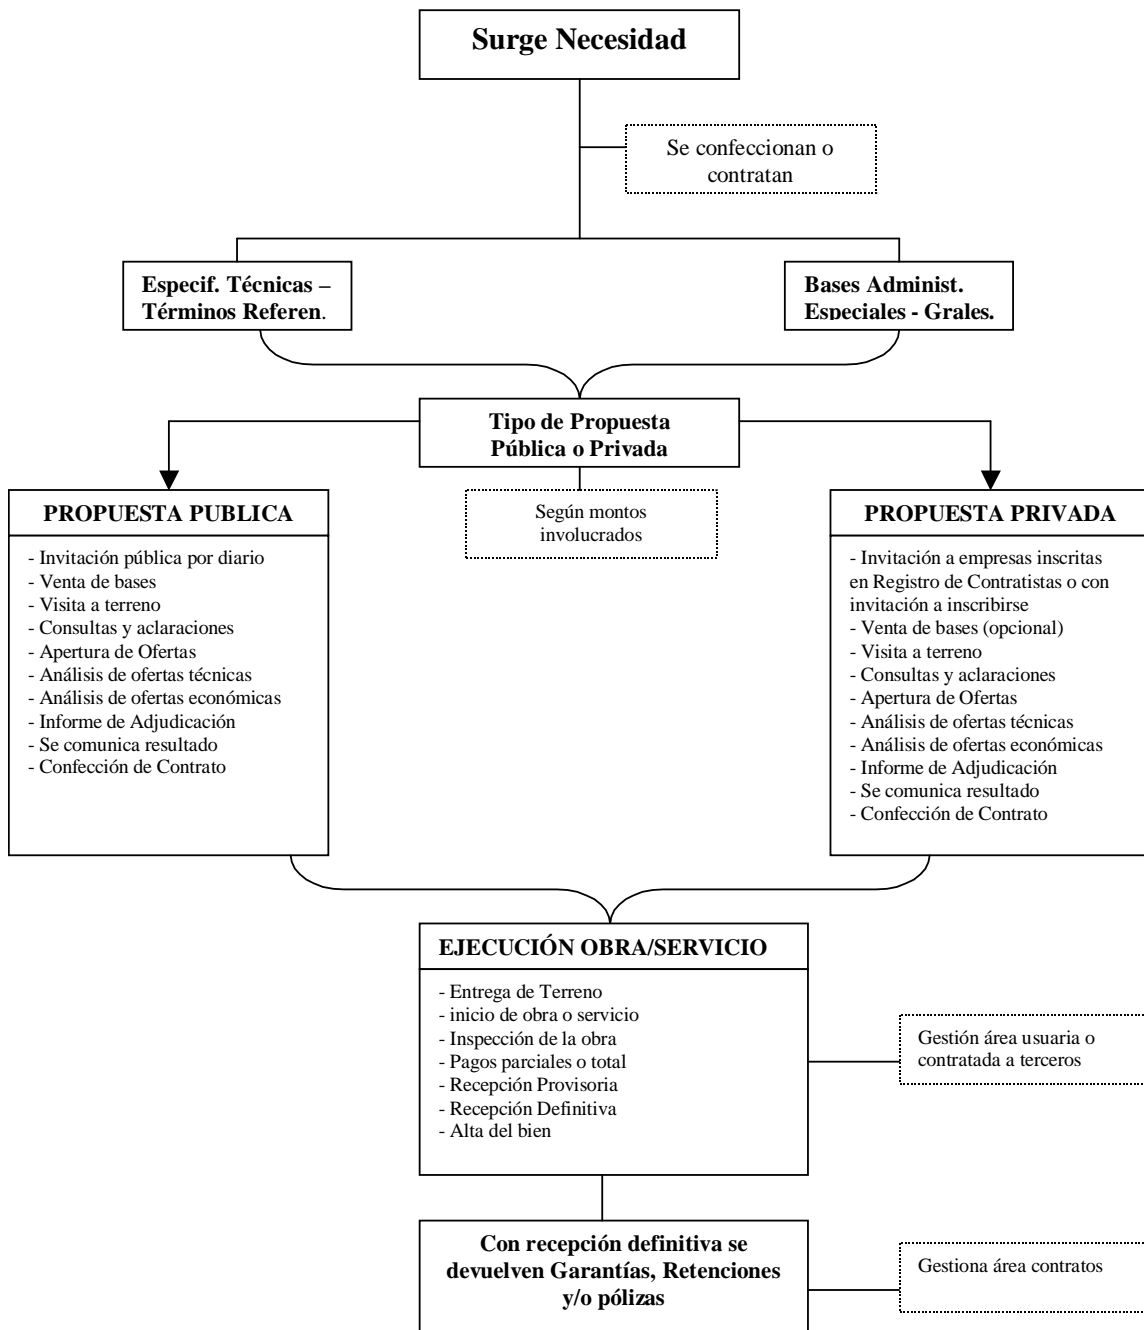 Surge Necesidad
Se confeccionan o
contratan
Especif. Técnicas –
Términos Referen.
Bases Administ.
Especiales - Grales.
Tipo de Propuesta
Pública o Privada
Según montos
involucrados
PROPUESTA PUBLICA
- Invitación pública por diario
- Venta de bases
- Visita a terreno
- Consultas y aclaraciones
- Apertura de Ofertas
- Análisis de ofertas técnicas
- Análisis de ofertas económicas
- Informe de Adjudicación
- Se comunica resultado
- Confección de Contrato
PROPUESTA PRIVADA
- Invitación a empresas inscritas
en Registro de Contratistas o con
invitación a inscribirse
- Venta de bases (opcional)
- Visita a terreno
- Consultas y aclaraciones
- Apertura de Ofertas
- Análisis de ofertas técnicas
- Análisis de ofertas económicas
- Informe de Adjudicación
- Se comunica resultado
- Confección de Contrato
EJECUCIÓN OBRA/SERVICIO
- Entrega de Terreno
- inicio de obra o servicio
- Inspección de la obra
- Pagos parciales o total
- Recepción Provisoria
- Recepción Definitiva
- Alta del bien
Gestión área usuaria o
contratada a terceros
Con recepción definitiva se
devuelven Garantías, Retenciones
y/o pólizas
Gestiona área contratos